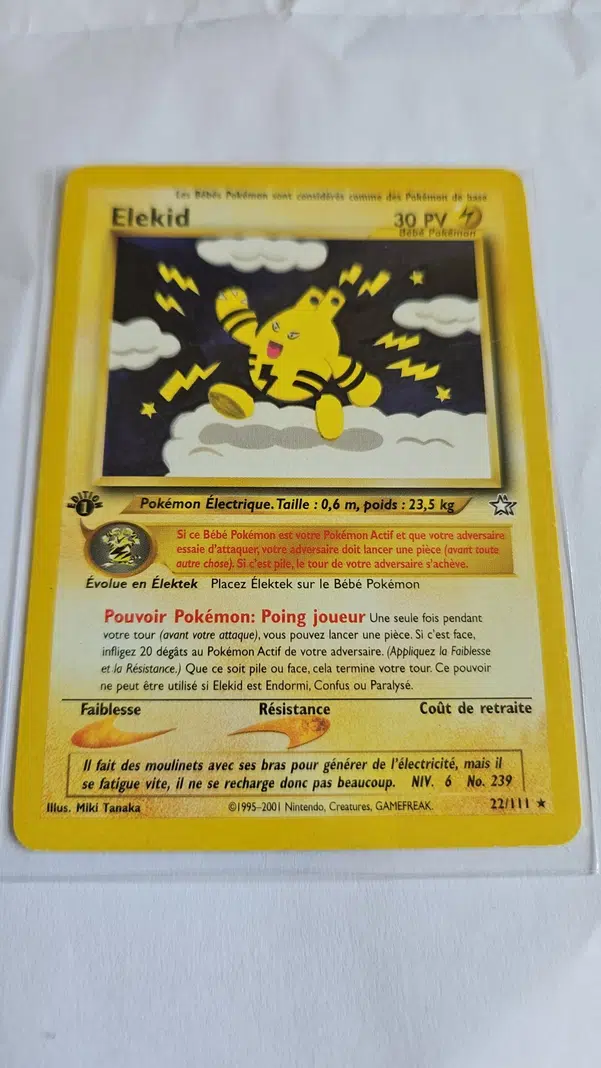 Les Bébés Pokémon sont considérés comme des Pokémon de base
Elekid 30 PV
Bébé Pokémon
EDITION
1
Pokémon Électrique. Taille : 0,6 m, poids : 23,5 kg
Si ce Bébé Pokémon est votre Pokémon Actif et que votre adversaire
essaie d'attaquer, votre adversaire doit lancer une pièce (avant toute
autre chose). Si c'est pile, le tour de votre adversaire s'achève.
Évolue en Élektek Placez Élektek sur le Bébé Pokémon
Pouvoir Pokémon: Poing joueur Une seule fois pendant
votre tour (avant votre attaque), vous pouvez lancer une pièce. Si c'est face,
infligez 20 dégâts au Pokémon Actif de votre adversaire. (Appliquez la Faiblesse
et la Résistance.) Que ce soit pile ou face, cela termine votre tour. Ce pouvoir
ne peut être utilisé si Elekid est Endormi, Confus ou Paralysé.
Faiblesse Résistance Coût de retraite
Il fait des moulinets avec ses bras pour générer de l'électricité, mais il
se fatigue vite, il ne se recharge donc pas beaucoup. NIV. 6 No. 239
Illus. Miki Tanaka ©1995-2001 Nintendo, Creatures, GAMEFREAK. 22/111 ★